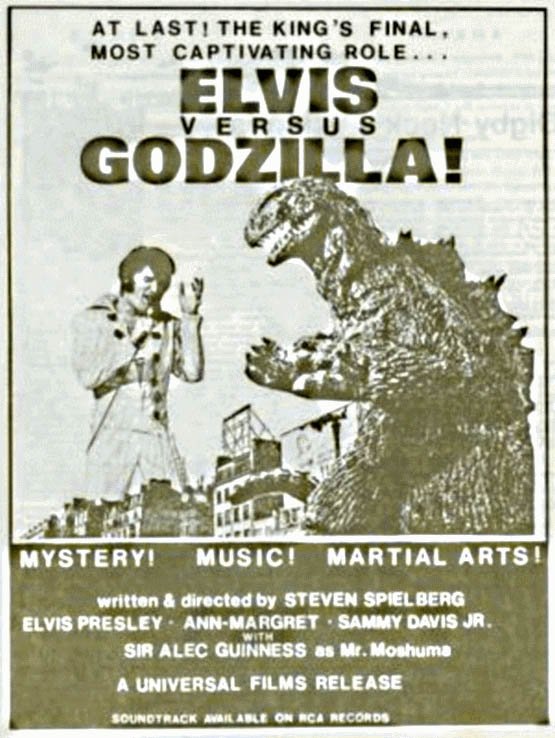 AT LAST! THE KING'S FINAL,
MOST CAPTIVATING ROLE...
ELVIS
VERSUS
GODZILLA!
MYSTERY! MUSIC! MARTIAL ARTS!
written & directed by STEVEN SPIELBERG
ELVIS PRESLEY · ANN-MARGRET · SAMMY DAVIS JR.
WITH
SIR ALEC GUINNESS as Mr. Moshuma
A UNIVERSAL FILMS RELEASE
SOUNDTRACK AVAILABLE ON RCA RECORDS